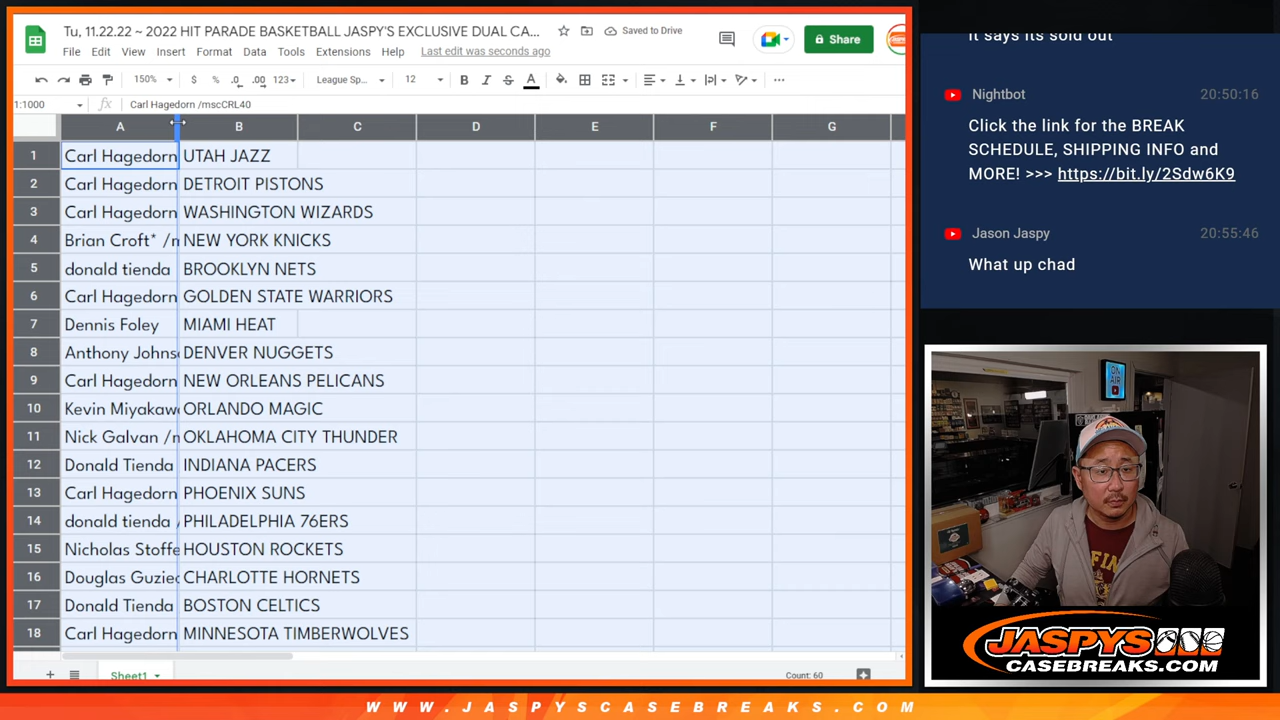 Tu, 11.22.22 ~ 2022 HIT PARADE BASKETBALL JASPY'S EXCLUSIVE DUAL CA...
Saved to Drive
Share
File Edit View Insert Format Data Tools Extensions Help Last edit was seconds ago
150% $ % .0 .00 123 League Sp... 12 B I S A
1:1000 fx Carl Hagedorn /mscCRL40
A B C D E F G
1 Carl Hagedorn UTAH JAZZ
2 Carl Hagedorn DETROIT PISTONS
3 Carl Hagedorn WASHINGTON WIZARDS
4 Brian Croft* /m NEW YORK KNICKS
5 donald tienda BROOKLYN NETS
6 Carl Hagedorn GOLDEN STATE WARRIORS
7 Dennis Foley MIAMI HEAT
8 Anthony Johns DENVER NUGGETS
9 Carl Hagedorn NEW ORLEANS PELICANS
10 Kevin Miyakaw ORLANDO MAGIC
11 Nick Galvan /m OKLAHOMA CITY THUNDER
12 Donald Tienda INDIANA PACERS
13 Carl Hagedorn PHOENIX SUNS
14 donald tienda / PHILADELPHIA 76ERS
15 Nicholas Stoffe HOUSTON ROCKETS
16 Douglas Guzie CHARLOTTE HORNETS
17 Donald Tienda BOSTON CELTICS
18 Carl Hagedorn MINNESOTA TIMBERWOLVES
Sheet1
Count: 60
it says its sold out
Nightbot 20:50:16
Click the link for the BREAK
SCHEDULE, SHIPPING INFO and
MORE! >>> https://bit.ly/2Sdw6K9
Jason Jaspy 20:55:46
What up chad
ON
AIR
JASPYS
CASEBREAKS.COM
WWW.JASPYSCASEBREAKS.COM